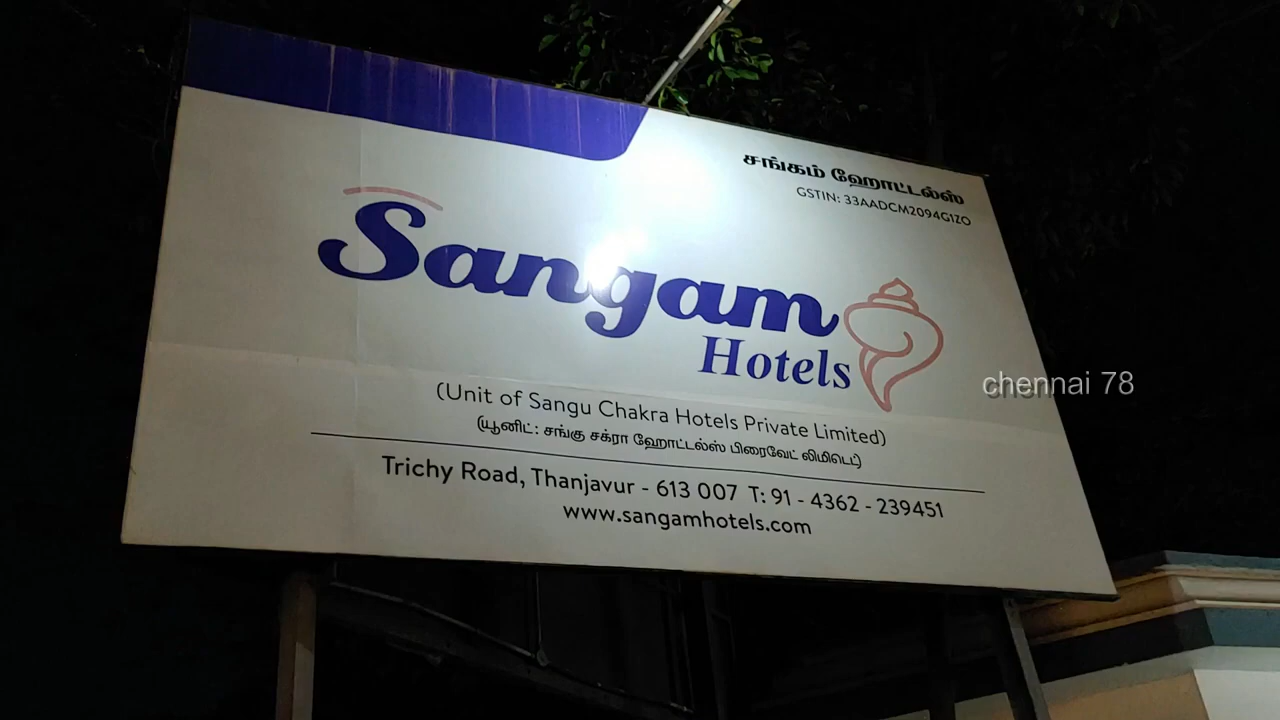 சங்கம் ஹோட்டல்ஸ்
GSTIN: 33AADCM2094G1ZO
Sangam
Hotels
chennai 78
(Unit of Sangu Chakra Hotels Private Limited)
(யூனிட்: சங்கு சக்ரா ஹோட்டல்ஸ் பிரைவேட் லிமிடெட்)
Trichy Road, Thanjavur - 613 007 T: 91 - 4362 - 239451
www.sangamhotels.com